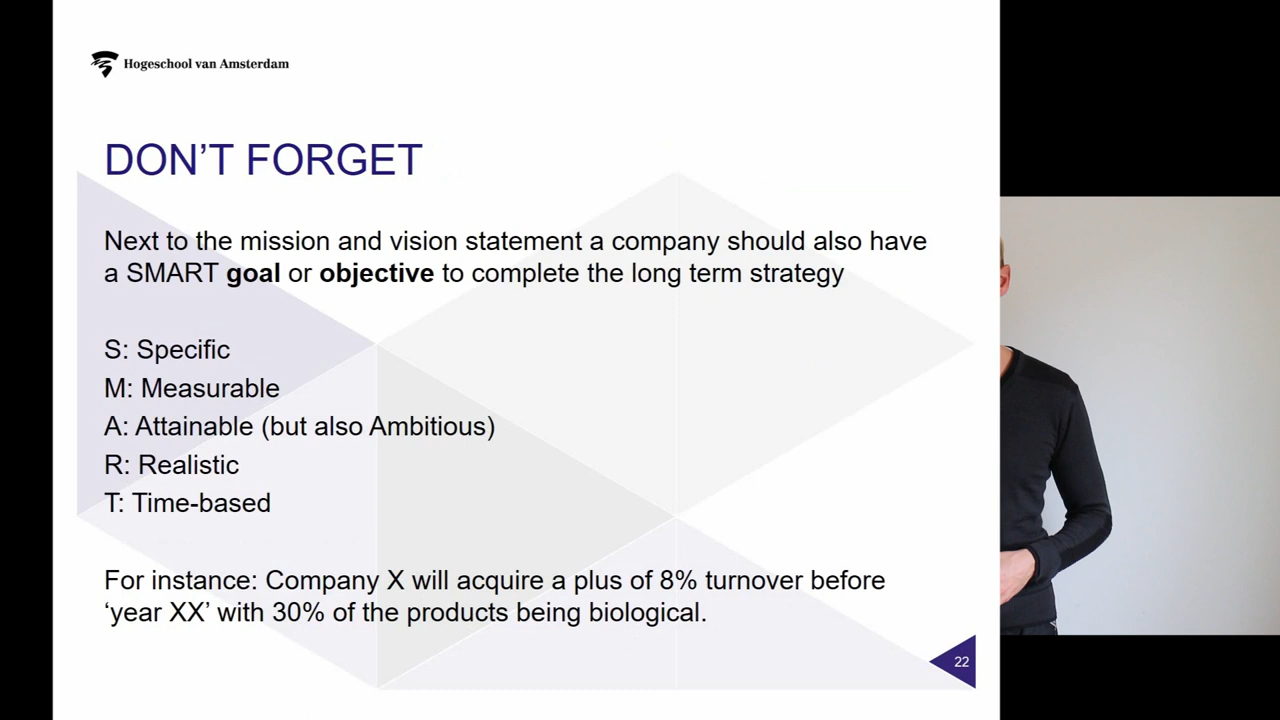 Hogeschool van Amsterdam
DON’T FORGET
Next to the mission and vision statement a company should also have
a SMART goal or objective to complete the long term strategy
S: Specific
M: Measurable
A: Attainable (but also Ambitious)
R: Realistic
T: Time-based
For instance: Company X will acquire a plus of 8% turnover before
‘year XX’ with 30% of the products being biological.
22